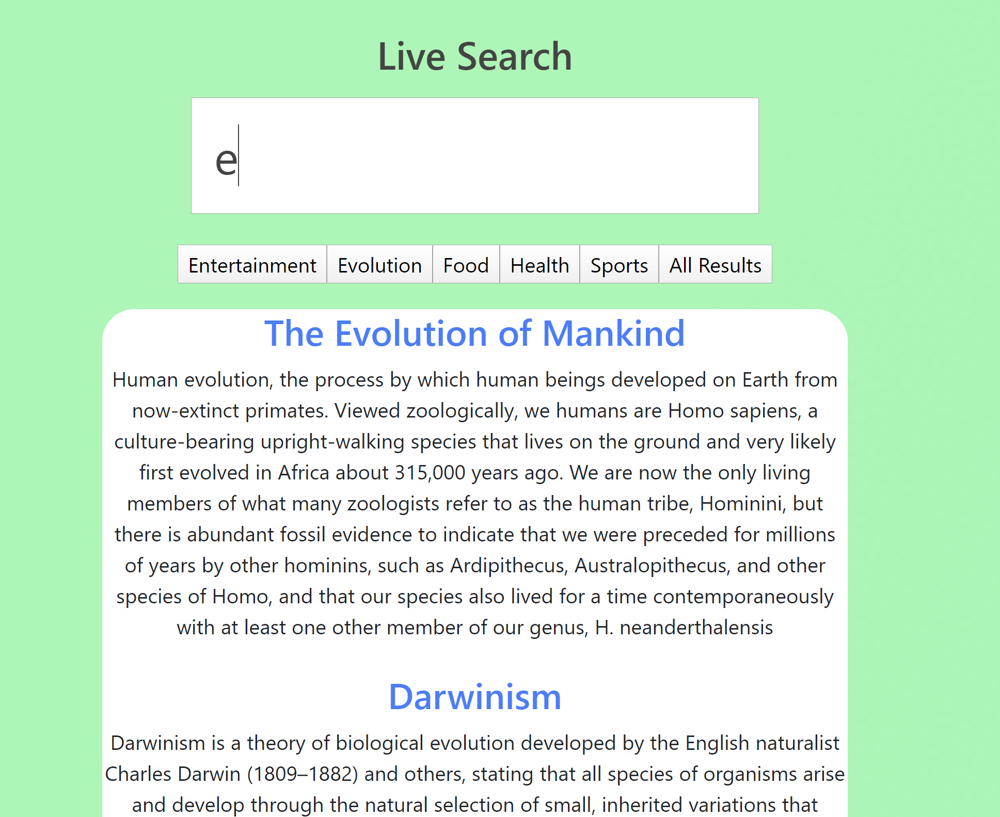 Live Search
e
Entertainment Evolution Food Health Sports All Results
The Evolution of Mankind
Human evolution, the process by which human beings developed on Earth from
now-extinct primates. Viewed zoologically, we humans are Homo sapiens, a
culture-bearing upright-walking species that lives on the ground and very likely
first evolved in Africa about 315,000 years ago. We are now the only living
members of what many zoologists refer to as the human tribe, Hominini, but
there is abundant fossil evidence to indicate that we were preceded for millions
of years by other hominins, such as Ardipithecus, Australopithecus, and other
species of Homo, and that our species also lived for a time contemporaneously
with at least one other member of our genus, H. neanderthalensis
Darwinism
Darwinism is a theory of biological evolution developed by the English naturalist
Charles Darwin (1809–1882) and others, stating that all species of organisms arise
and develop through the natural selection of small, inherited variations that